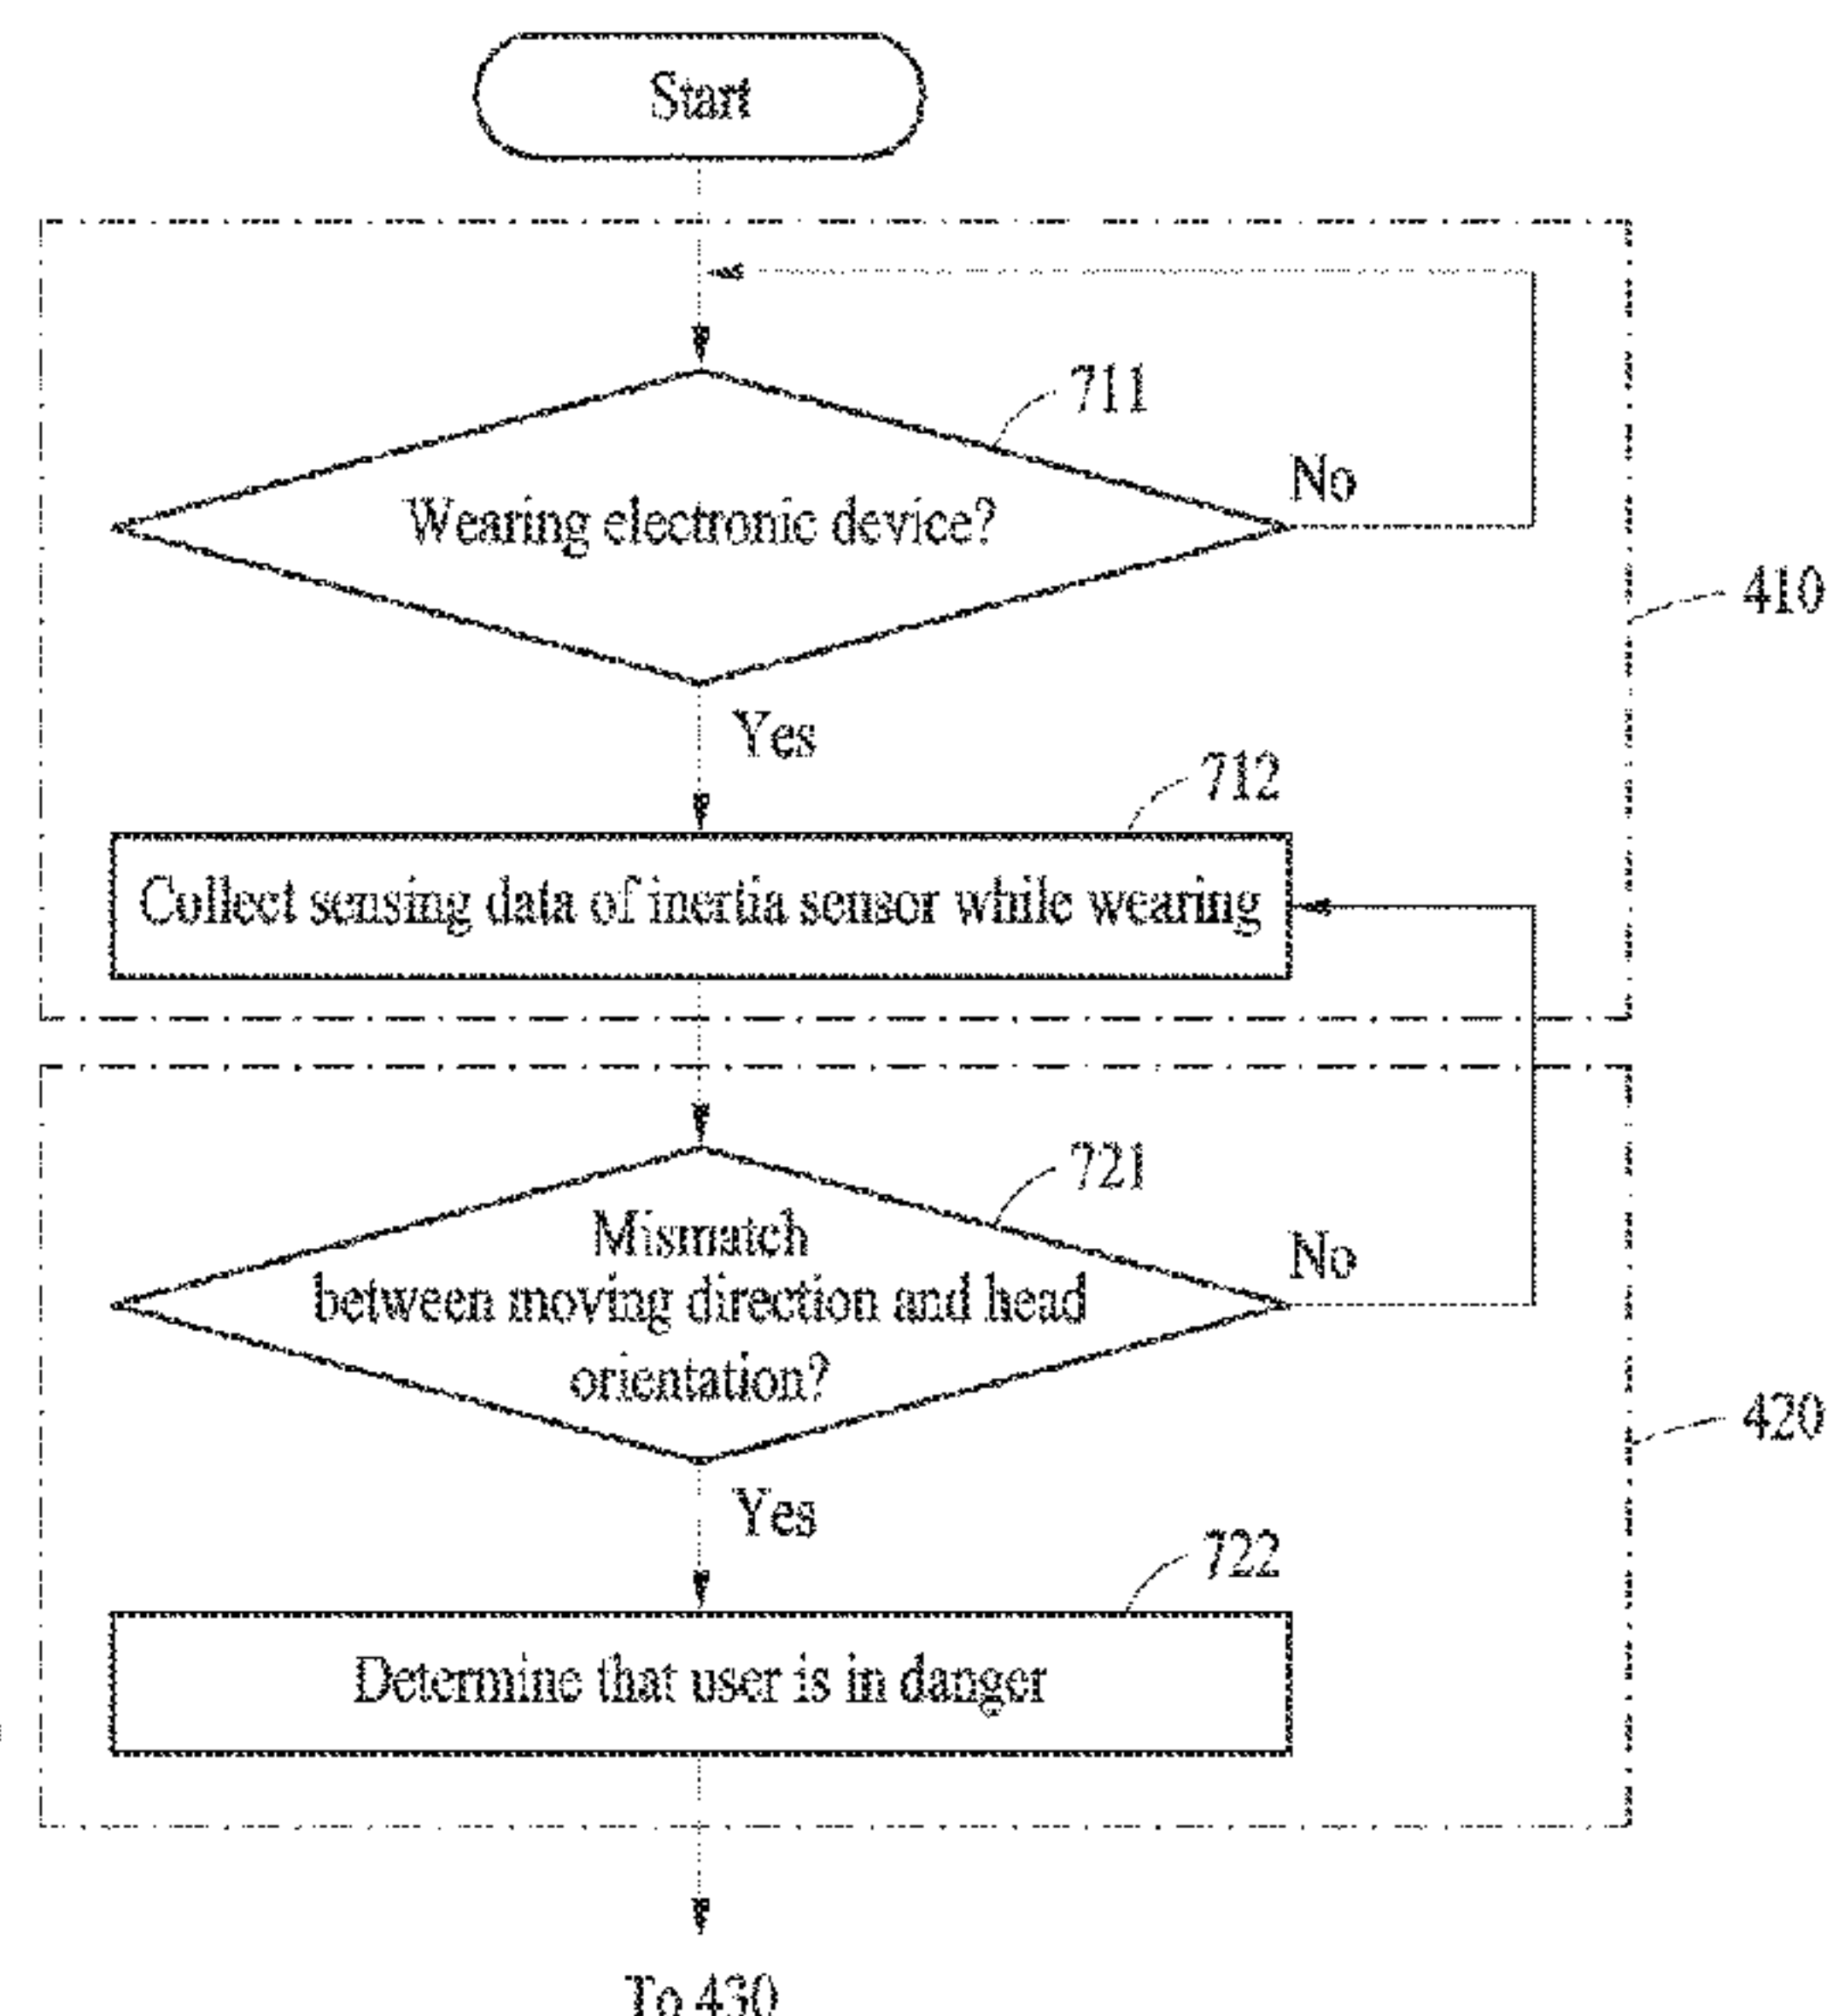 Start
711
No
Wearing electronic device?
410
Yes
712
Collect sensing data of inertia sensor while wearing
721
Mismatch
No
between moving direction and head
orientation?
420
Yes
722
Determine that user is in danger
To 430